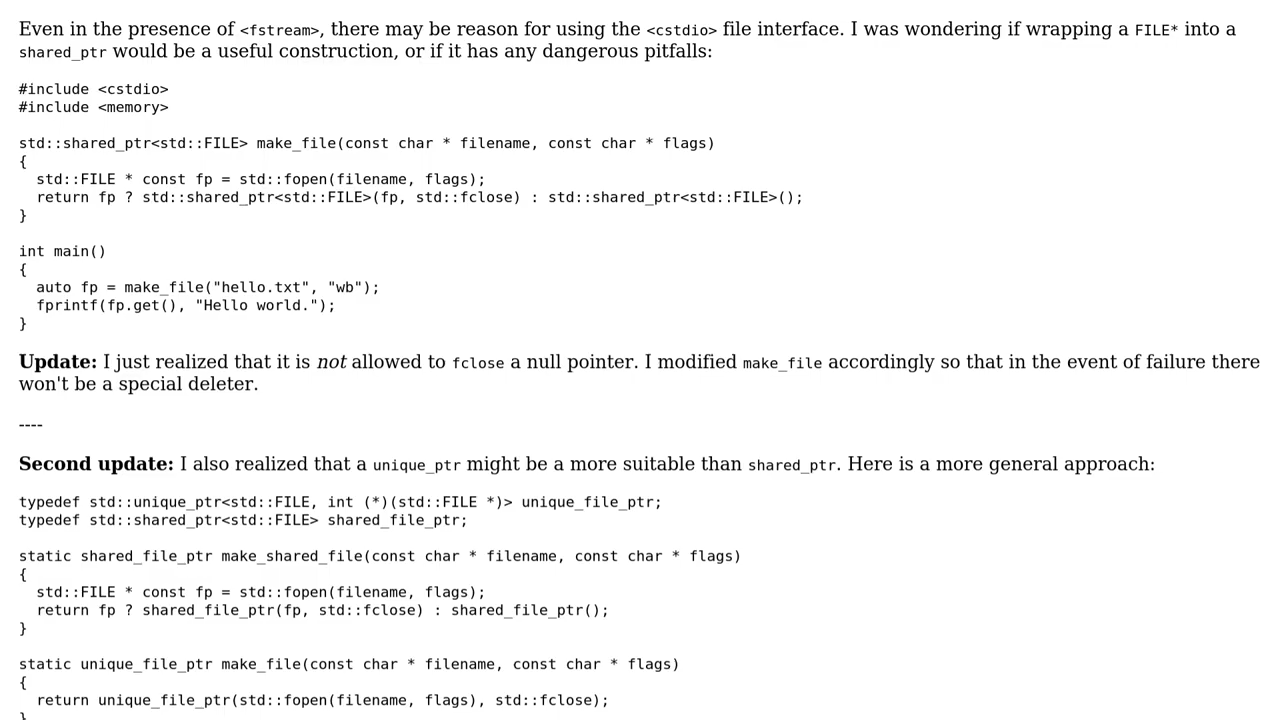 Even in the presence of <fstream>, there may be reason for using the <cstdio> file interface. I was wondering if wrapping a FILE* into a
shared_ptr would be a useful construction, or if it has any dangerous pitfalls:
#include <cstdio>
#include <memory>
std::shared_ptr<std::FILE> make_file(const char * filename, const char * flags)
{
  std::FILE * const fp = std::fopen(filename, flags);
  return fp ? std::shared_ptr<std::FILE>(fp, std::fclose) : std::shared_ptr<std::FILE>();
}
int main()
{
  auto fp = make_file("hello.txt", "wb");
  fprintf(fp.get(), "Hello world.");
}
Update: I just realized that it is not allowed to fclose a null pointer. I modified make_file accordingly so that in the event of failure there
won't be a special deleter.
----
Second update: I also realized that a unique_ptr might be a more suitable than shared_ptr. Here is a more general approach:
typedef std::unique_ptr<std::FILE, int (*)(std::FILE *)> unique_file_ptr;
typedef std::shared_ptr<std::FILE> shared_file_ptr;
static shared_file_ptr make_shared_file(const char * filename, const char * flags)
{
  std::FILE * const fp = std::fopen(filename, flags);
  return fp ? shared_file_ptr(fp, std::fclose) : shared_file_ptr();
}
static unique_file_ptr make_file(const char * filename, const char * flags)
{
  return unique_file_ptr(std::fopen(filename, flags), std::fclose);
}